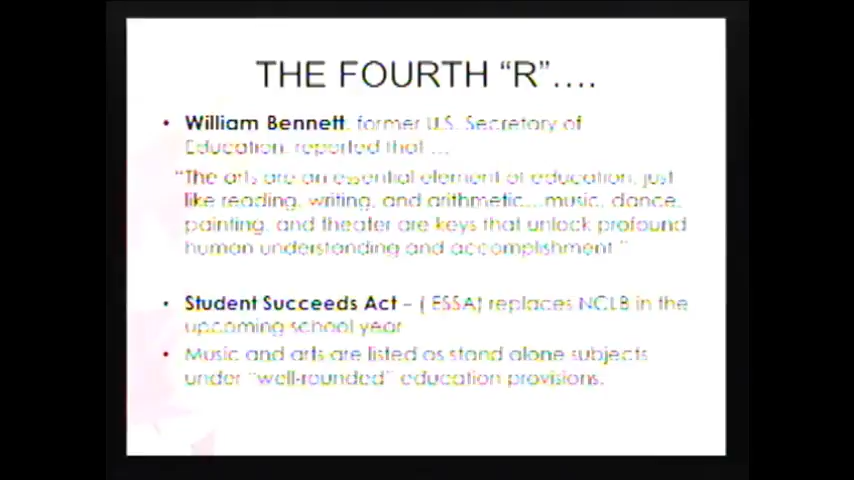 THE FOURTH “R”….
• William Bennett, former U.S. Secretary of
Education, reported that …
“The arts are an essential element of education, just
like reading, writing, and arithmetic…music, dance,
painting, and theater are keys that unlock profound
human understanding and accomplishment.”
• Student Succeeds Act – ( ESSA) replaces NCLB in the
upcoming school year
• Music and arts are listed as stand alone subjects
under “well-rounded” education provisions.